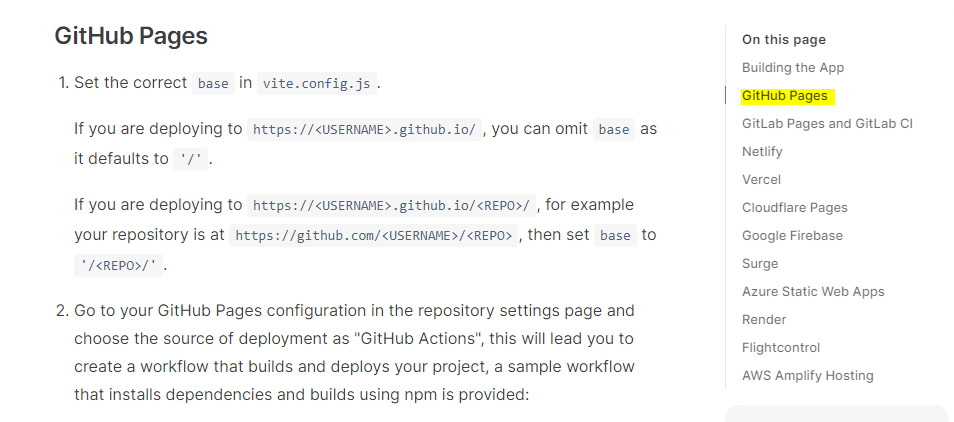 GitHub Pages
1. Set the correct base in vite.config.js .
If you are deploying to https://<USERNAME>.github.io/ , you can omit base as
it defaults to '/' .
If you are deploying to https://<USERNAME>.github.io/<REPO>/ , for example
your repository is at https://github.com/<USERNAME>/<REPO> , then set base to
'/<REPO>/' .
2. Go to your GitHub Pages configuration in the repository settings page and
choose the source of deployment as "GitHub Actions", this will lead you to
create a workflow that builds and deploys your project, a sample workflow
that installs dependencies and builds using npm is provided:
On this page
Building the App
GitHub Pages
GitLab Pages and GitLab CI
Netlify
Vercel
Cloudflare Pages
Google Firebase
Surge
Azure Static Web Apps
Render
Flightcontrol
AWS Amplify Hosting